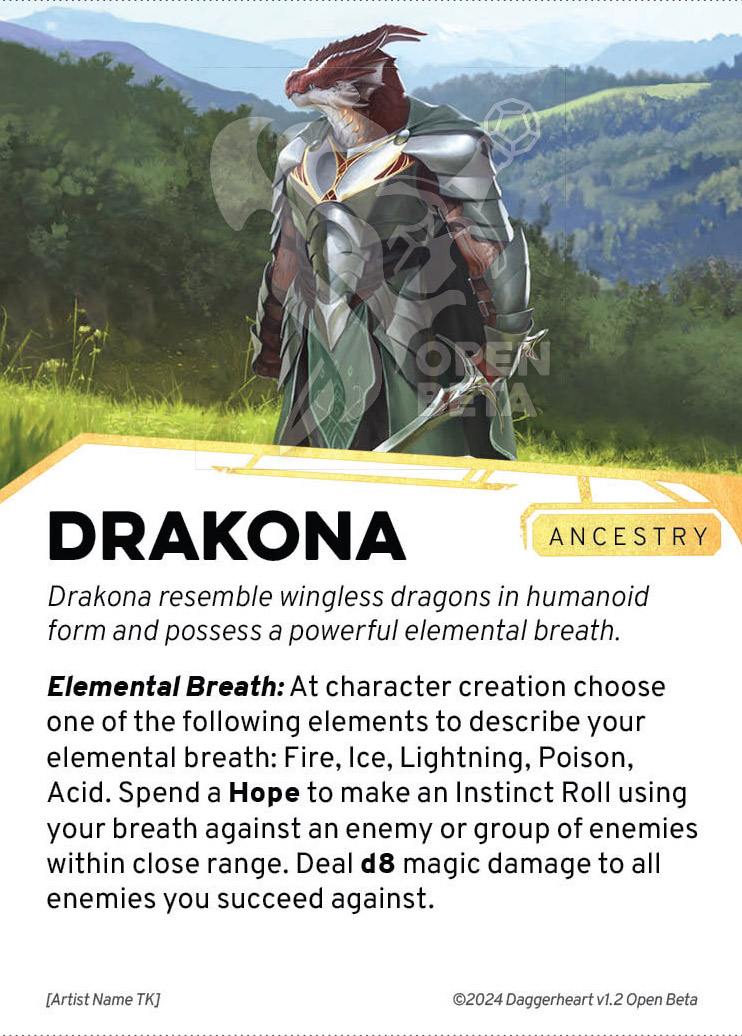 OPEN
BETA
DRAKONA
ANCESTRY
Drakona resemble wingless dragons in humanoid
form and possess a powerful elemental breath.
Elemental Breath: At character creation choose
one of the following elements to describe your
elemental breath: Fire, Ice, Lightning, Poison,
Acid. Spend a Hope to make an Instinct Roll using
your breath against an enemy or group of enemies
within close range. Deal d8 magic damage to all
enemies you succeed against.
[Artist Name TK]
©2024 Daggerheart v1.2 Open Beta